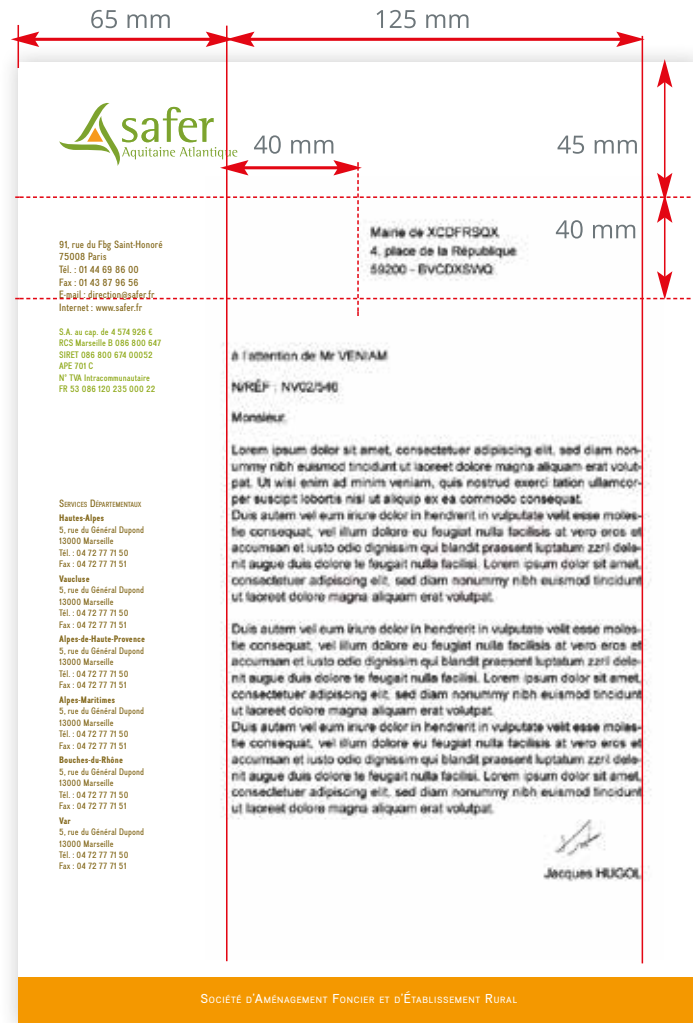 65 mm
125 mm
safer
Aquitaine Atlantique
40 mm
45 mm
40 mm
Mairie de XCDFRSQX
4, place de la République
59200 - BVCDXSWQ
91, rue du Fbg Saint-Honoré
75008 Paris
Tél. : 01 44 69 86 00
Fax : 01 43 87 96 56
E-mail : direction@safer.fr
Internet : www.safer.fr
S.A. au cap. de 4 574 926 €
RCS Marseille B 086 800 647
SIRET 086 800 674 00052
APE 701 C
N° TVA Intracommunautaire
FR 53 086 120 235 000 22
à l'attention de Mr VENIAM
N/RÉF : NV02/546
Monsieur,
Lorem ipsum dolor sit amet, consectetuer adipiscing elit, sed diam non-
ummy nibh euismod tincidunt ut laoreet dolore magna aliquam erat volut-
pat. Ut wisi enim ad minim veniam, quis nostrud exerci tation ullamcor-
per suscipit lobortis nisl ut aliquip ex ea commodo consequat.
Duis autem vel eum iriure dolor in hendrerit in vulputate velit esse moles-
tie consequat, vel illum dolore eu feugiat nulla facilisis at vero eros et
accumsan et iusto odio dignissim qui blandit praesent luptatum zzril dele-
nit augue duis dolore te feugait nulla facilisi. Lorem ipsum dolor sit amet,
consectetuer adipiscing elit, sed diam nonummy nibh euismod tincidunt
ut laoreet dolore magna aliquam erat volutpat.
Duis autem vel eum iriure dolor in hendrerit in vulputate velit esse moles-
tie consequat, vel illum dolore eu feugiat nulla facilisis at vero eros et
accumsan et iusto odio dignissim qui blandit praesent luptatum zzril dele-
nit augue duis dolore te feugait nulla facilisi. Lorem ipsum dolor sit amet,
consectetuer adipiscing elit, sed diam nonummy nibh euismod tincidunt
ut laoreet dolore magna aliquam erat volutpat.
Duis autem vel eum iriure dolor in hendrerit in vulputate velit esse moles-
tie consequat, vel illum dolore eu feugiat nulla facilisis at vero eros et
accumsan et iusto odio dignissim qui blandit praesent luptatum zzril dele-
nit augue duis dolore te feugait nulla facilisi. Lorem ipsum dolor sit amet,
consectetuer adipiscing elit, sed diam nonummy nibh euismod tincidunt
ut laoreet dolore magna aliquam erat volutpat.
Jacques HUGOL
Services Départementaux
Hautes-Alpes
5, rue du Général Dupond
13000 Marseille
Tél. : 04 72 77 71 50
Fax : 04 72 77 71 51
Vaucluse
5, rue du Général Dupond
13000 Marseille
Tél. : 04 72 77 71 50
Fax : 04 72 77 71 51
Alpes-de-Haute-Provence
5, rue du Général Dupond
13000 Marseille
Tél. : 04 72 77 71 50
Fax : 04 72 77 71 51
Alpes-Maritimes
5, rue du Général Dupond
13000 Marseille
Tél. : 04 72 77 71 50
Fax : 04 72 77 71 51
Bouches-du-Rhône
5, rue du Général Dupond
13000 Marseille
Tél. : 04 72 77 71 50
Fax : 04 72 77 71 51
Var
5, rue du Général Dupond
13000 Marseille
Tél. : 04 72 77 71 50
Fax : 04 72 77 71 51
Société d'Aménagement Foncier et d'Établissement Rural